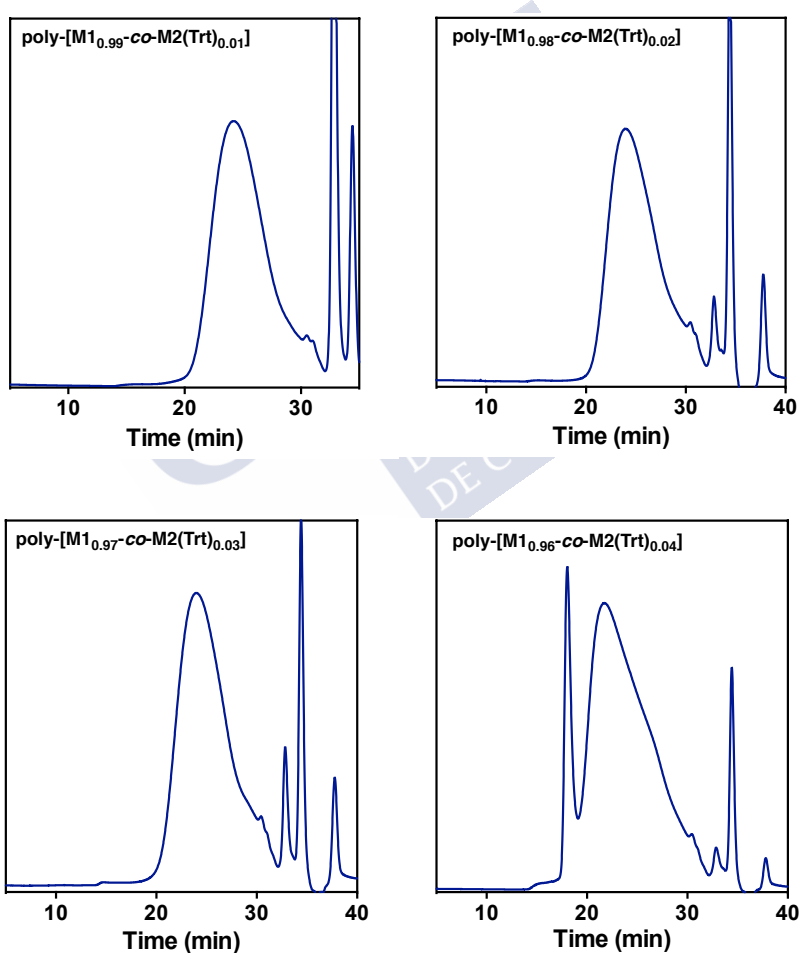 poly-[M1₀.₉₉-co-M2(Trt)₀.₀₁]
10 20 30
Time (min)
poly-[M1₀.₉₈-co-M2(Trt)₀.₀₂]
10 20 30 40
Time (min)
DE C
poly-[M1₀.₉₇-co-M2(Trt)₀.₀₃]
10 20 30 40
Time (min)
poly-[M1₀.₉₆-co-M2(Trt)₀.₀₄]
10 20 30 40
Time (min)